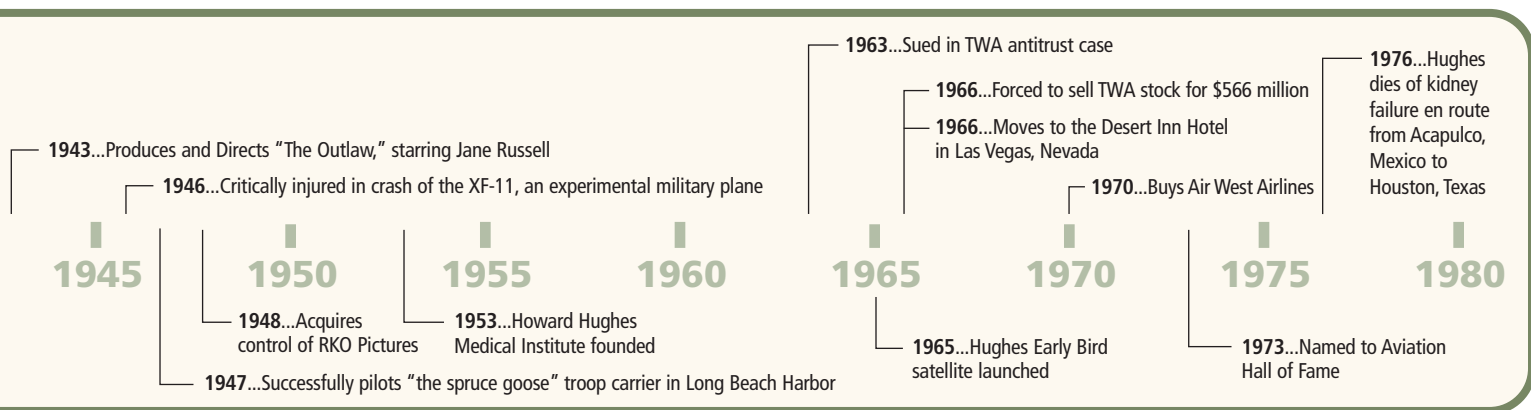 1963...Sued in TWA antitrust case
1976...Hughes
dies of kidney
failure en route
from Acapulco,
Mexico to
Houston, Texas
1966...Forced to sell TWA stock for $566 million
1966...Moves to the Desert Inn Hotel
in Las Vegas, Nevada
1943...Produces and Directs “The Outlaw,” starring Jane Russell
1946...Critically injured in crash of the XF-11, an experimental military plane
1970...Buys Air West Airlines
1945
1950
1955
1960
1965
1970
1975
1980
1948...Acquires
control of RKO Pictures
1953...Howard Hughes
Medical Institute founded
1965...Hughes Early Bird
satellite launched
1973...Named to Aviation
Hall of Fame
1947...Successfully pilots “the spruce goose” troop carrier in Long Beach Harbor